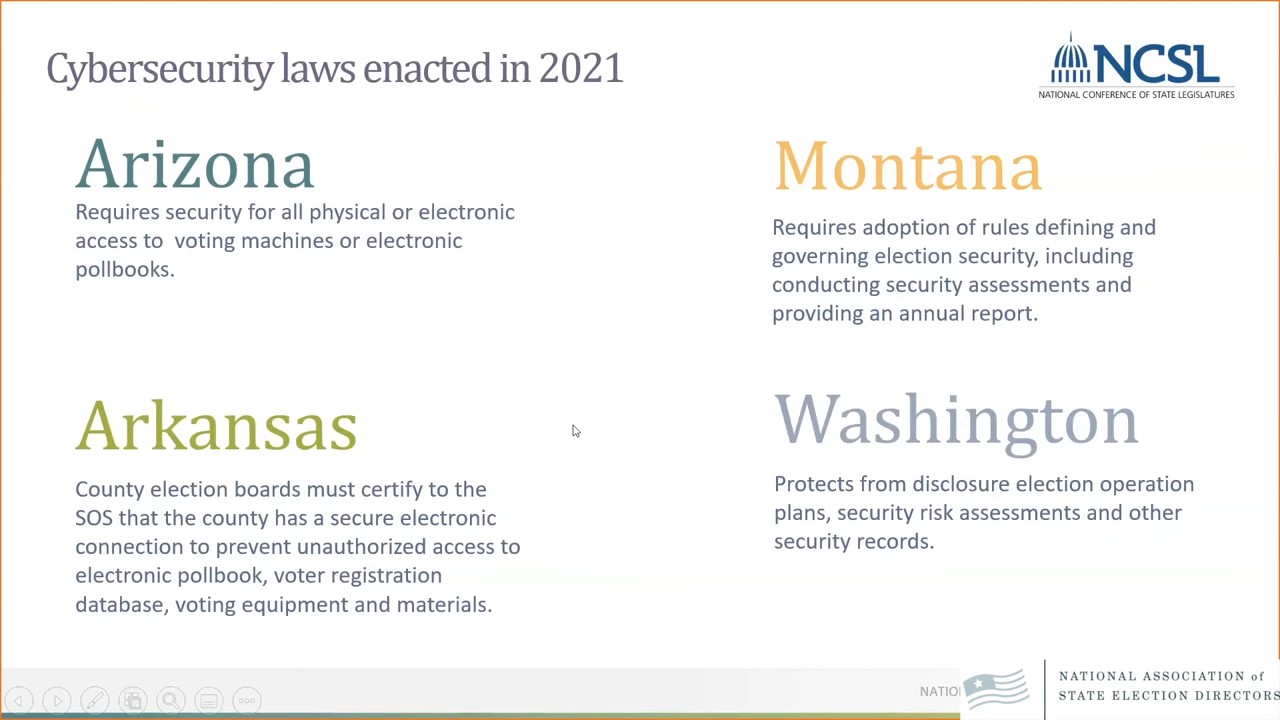 Cybersecurity laws enacted in 2021
NCSL
NATIONAL CONFERENCE OF STATE LEGISLATURES
Arizona
Requires security for all physical or electronic
access to  voting machines or electronic
pollbooks.
Montana
Requires adoption of rules defining and
governing election security, including
conducting security assessments and
providing an annual report.
Arkansas
County election boards must certify to the
SOS that the county has a secure electronic
connection to prevent unauthorized access to
electronic pollbook, voter registration
database, voting equipment and materials.
Washington
Protects from disclosure election operation
plans, security risk assessments and other
security records.
NATIONAL ASSOCIATION of
STATE ELECTION DIRECTORS